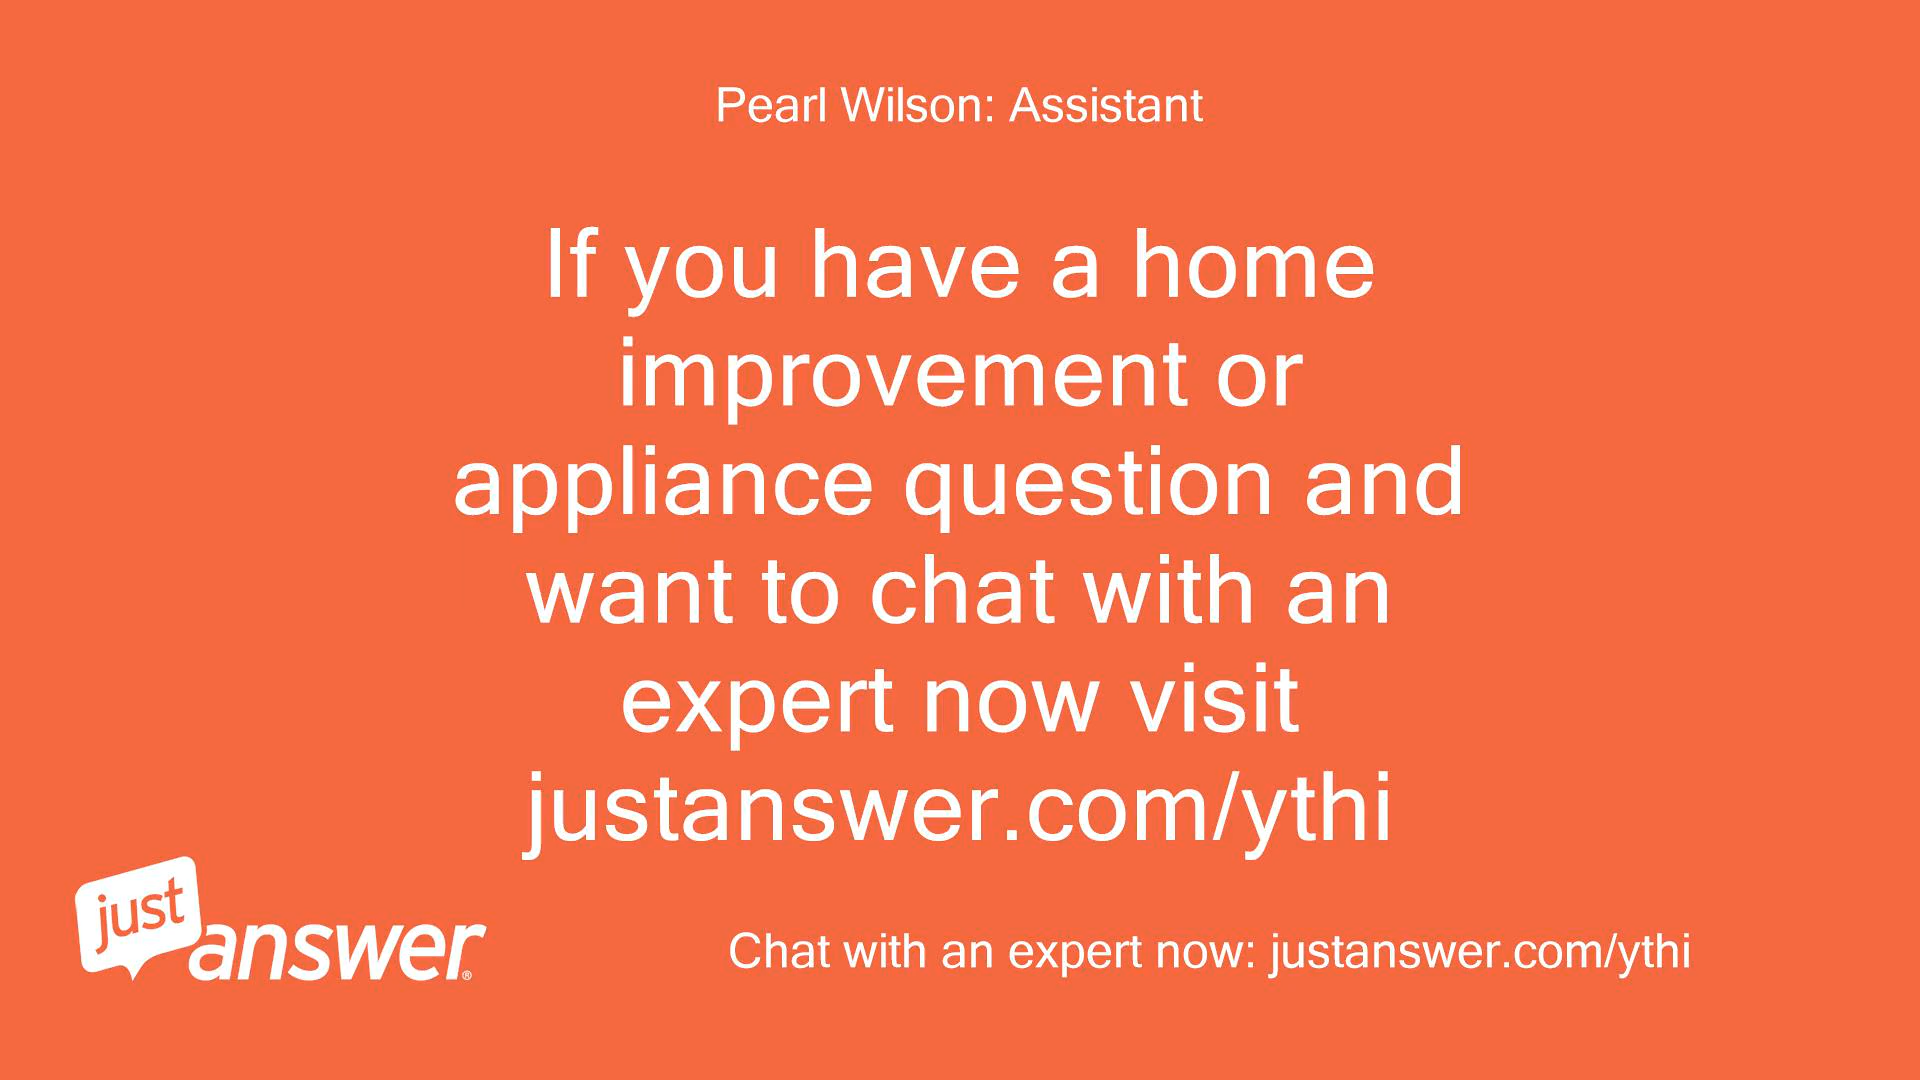 Pearl Wilson: Assistant
If you have a home
improvement or
appliance question and
want to chat with an
expert now visit
justanswer.com/ythi
just
answer®
Chat with an expert now: justanswer.com/ythi